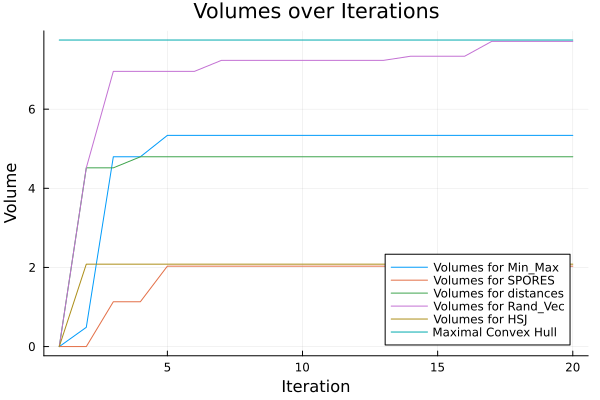 Volumes over Iterations
Volume
6
4
2
0
Volumes for Min_Max
Volumes for SPORES
Volumes for distances
Volumes for Rand_Vec
Volumes for HSJ
Maximal Convex Hull
5 10 15 20
Iteration